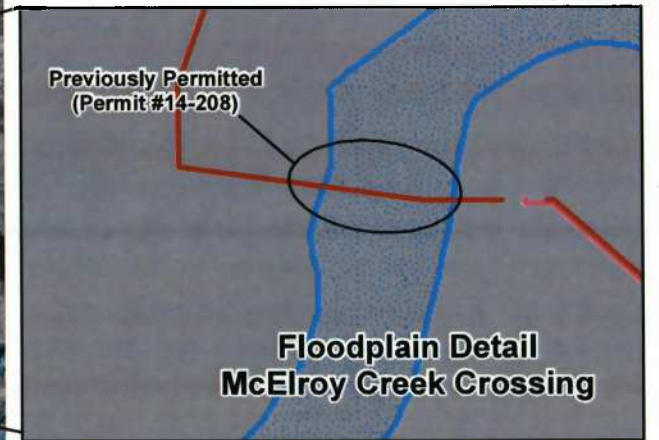 Previously Permitted
(Permit #14-208)
Floodplain Detail
McElroy Creek Crossing